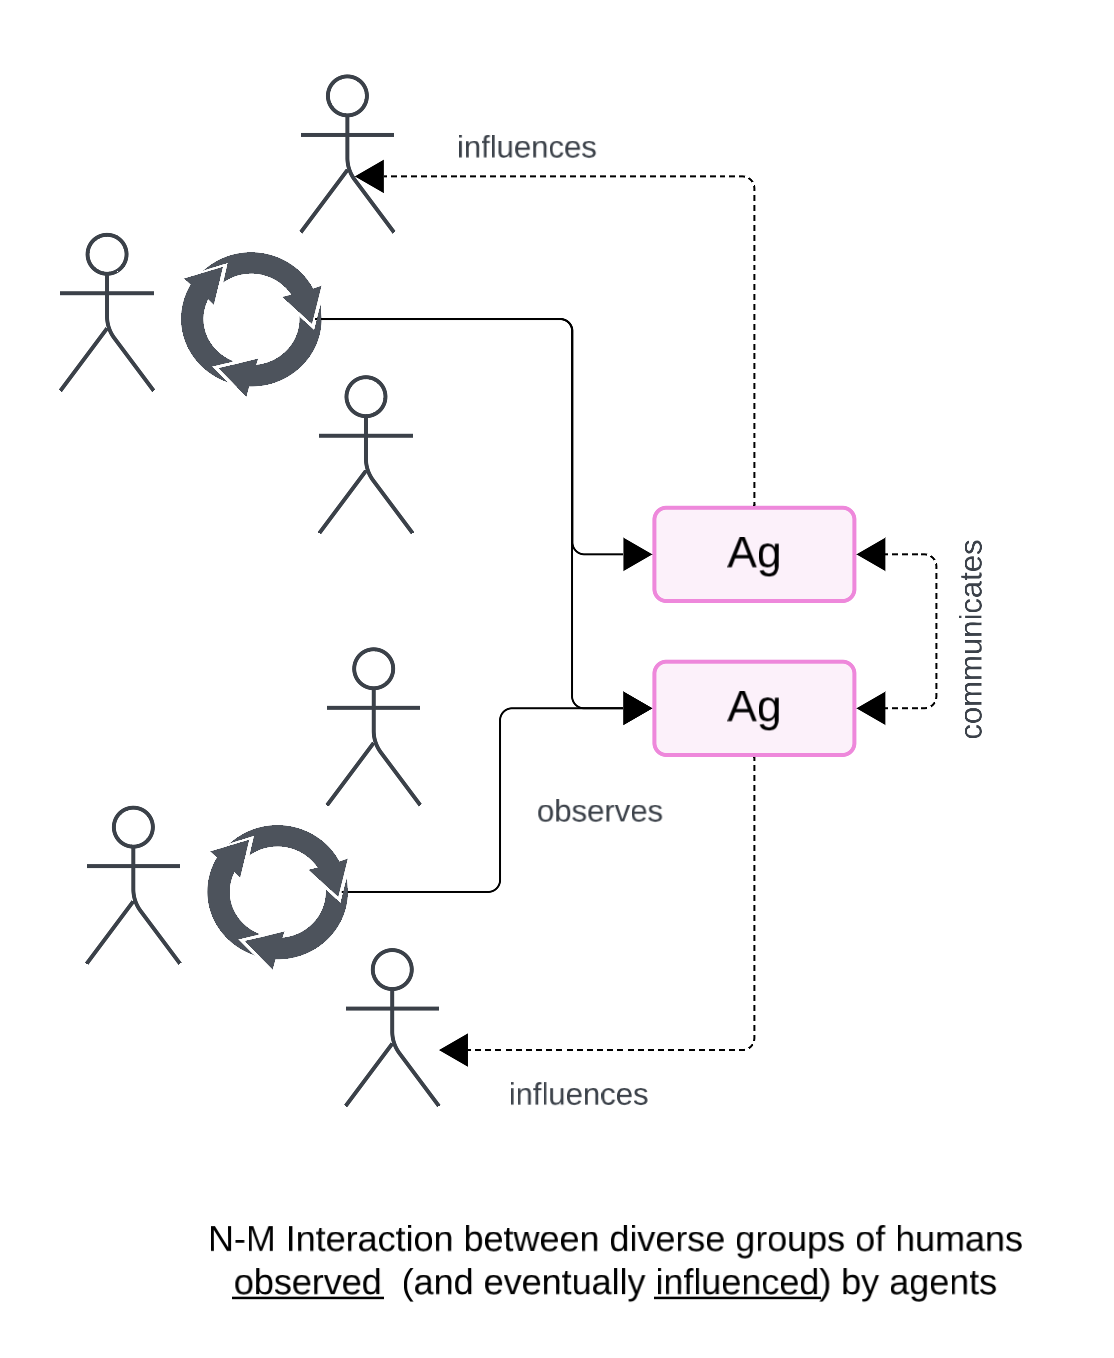 influences
Ag
communicates
Ag
observes
influences
N-M Interaction between diverse groups of humans
observed (and eventually influenced) by agents